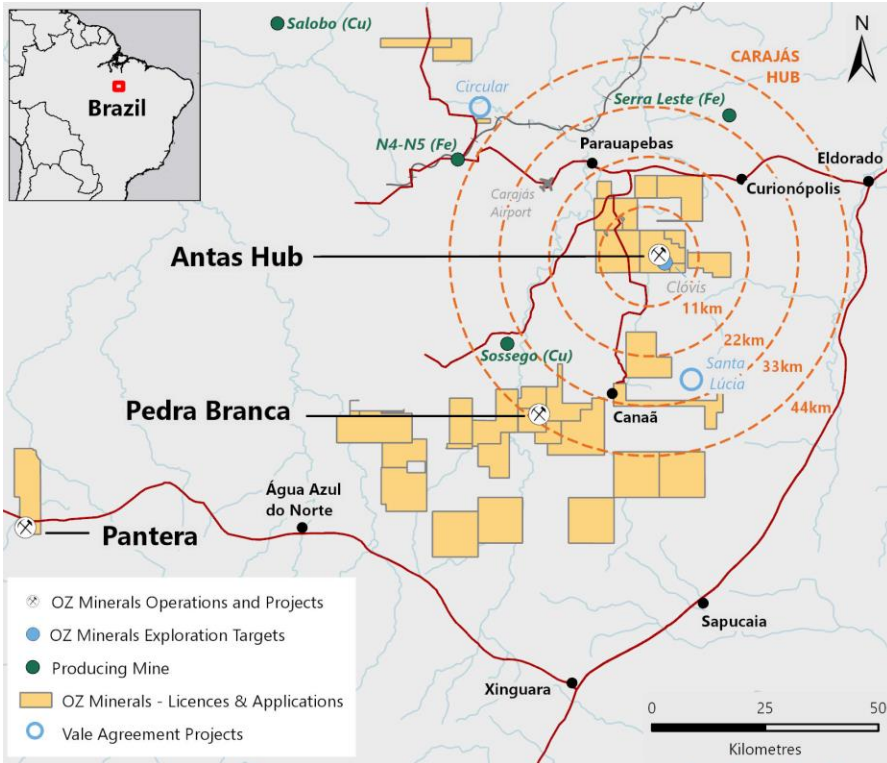 Brazil
Salobo (Cu)
N
CARAJÁS
HUB
Circular
Serra Leste (Fe)
N4-N5 (Fe)
Parauapebas
Eldorado
Carajás
Airport
Curionópolis
Antas Hub
Clóvis
11km
22km
Sossego (Cu)
Santa
Lúcia
33km
44km
Pedra Branca
Canaã
Água Azul
do Norte
Pantera
OZ Minerals Operations and Projects
OZ Minerals Exploration Targets
Producing Mine
OZ Minerals - Licences & Applications
Vale Agreement Projects
Sapucaia
Xinguara
0 25 50
Kilometres